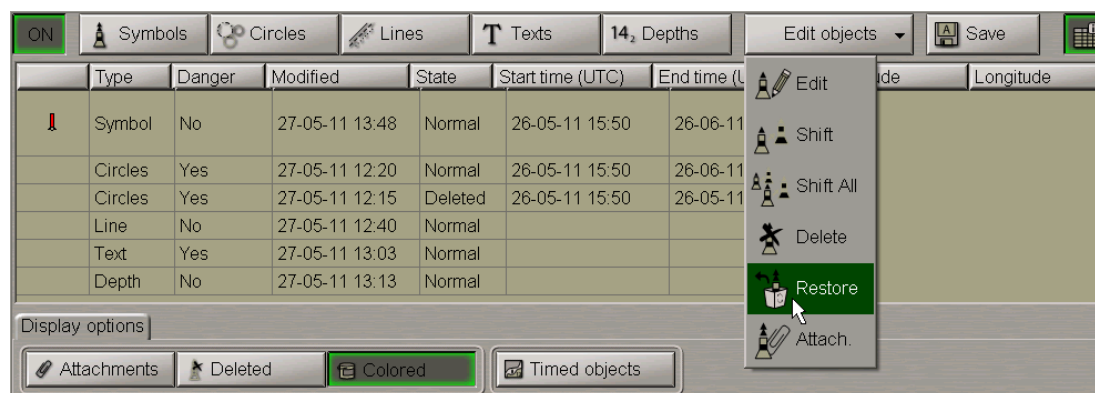 ON Symbols Circles Lines T Texts 14₂ Depths Edit objects Save
Type Danger Modified State Start time (UTC) End time (U ude Longitude
Edit
Symbol No 27-05-11 13:48 Normal 26-05-11 15:50 26-06-11
Shift
Circles Yes 27-05-11 12:20 Normal 26-05-11 15:50 26-06-11
Shift All
Circles Yes 27-05-11 12:15 Deleted 26-05-11 15:50 26-05-11
Line No 27-05-11 12:40 Normal
Delete
Text Yes 27-05-11 13:03 Normal
Depth No 27-05-11 13:13 Normal
Restore
Display options
Attach.
Attachments Deleted Colored Timed objects